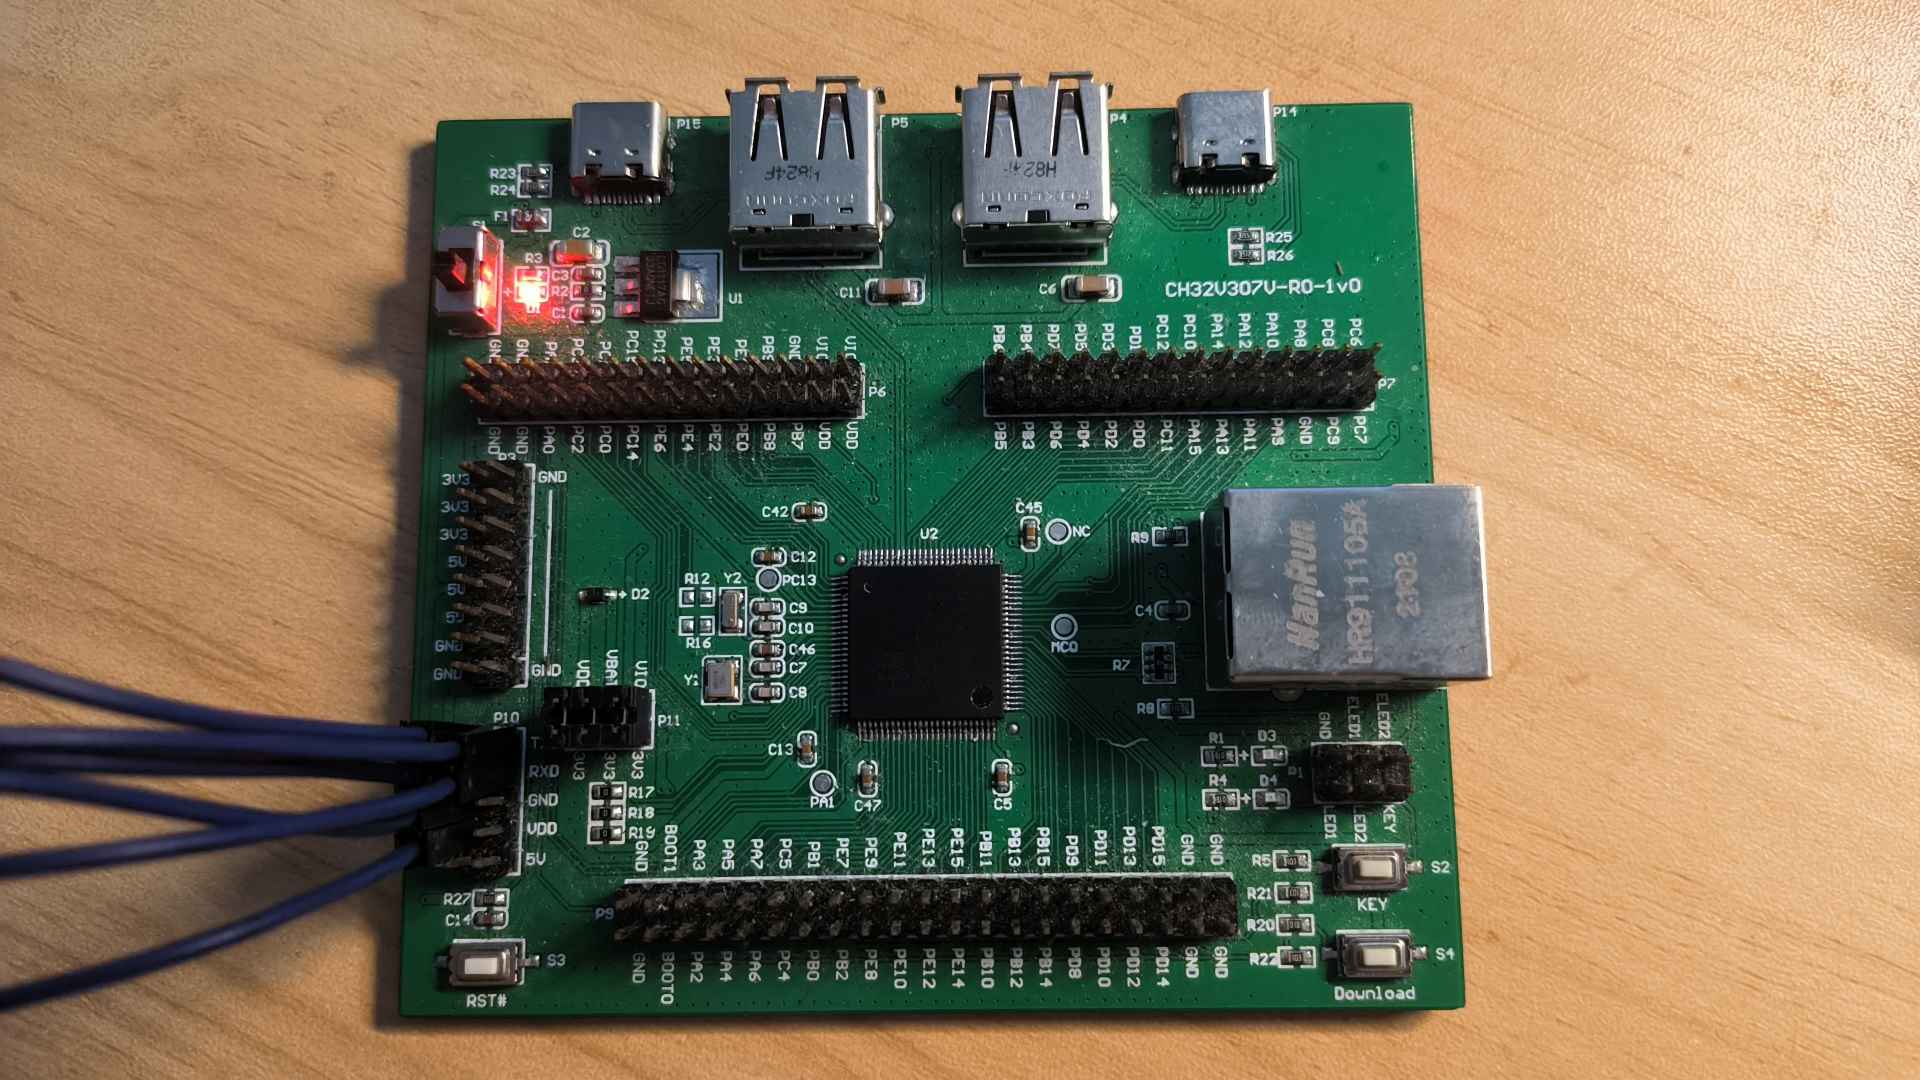 P15
P5
P4
P14
H824F
FOXCONN
H824F
FOXCONN
R23
R24
F1
S1
C2
R3
C3
R2
C1
U1
C11
C6
R25
R26
CH32V307V-R0-1v0
PB6 PB4 PD7 PD5 PD3 PD1 PC12 PC10 PA14 PA12 PA10 PA8 PC8 PC6
P6
P7
GND GND PA0 PC2 PC0 PC14 PE6 PE4 PE2 PE0 PB8 PB7 VDD VDD
PB5 PB3 PD6 PD4 PD2 PD0 PC11 PA15 PA13 PA11 PA9 GND PC9 PC7
GND
3V3
3V3
3V3
5V
5V
5V
GND
GND
GND
C42
U2
C45
NC
R9
C12
PC13
R12
Y2
D2
C9
C10
R16
C46
C7
Y1
C8
C4
MCO
R7
R8
HanRun
HR911105A
2108
P10
P11
RXD
GND
VDD
5V
3V3 3V3
C13
PA1
C47
C5
R17
R18
R19
R1
D3
R4
D4
P1
GND ELED1 ELED2
LED1 LED2 KEY
GND BOOT1 PA3 PA5 PA7 PC5 PB1 PE7 PE9 PE11 PE13 PE15 PB11 PB13 PB15 PD9 PD11 PD13 PD15 GND GND
P9
GND BOOT0 PA2 PA4 PA6 PC4 PB0 PB2 PE8 PE10 PE12 PE14 PB10 PB12 PB14 PD8 PD10 PD12 PD14 GND GND
R5
S2
R21
KEY
R20
R22
S4
Download
R27
C14
S3
RST#